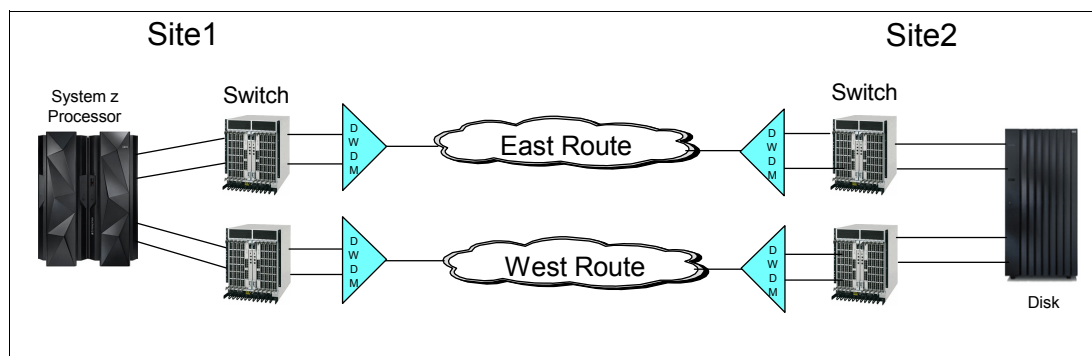 Site1
Site2
System z
Processor
Switch
Switch
D
W
D
M
East Route
D
W
D
M
D
W
D
M
West Route
D
W
D
M
Disk